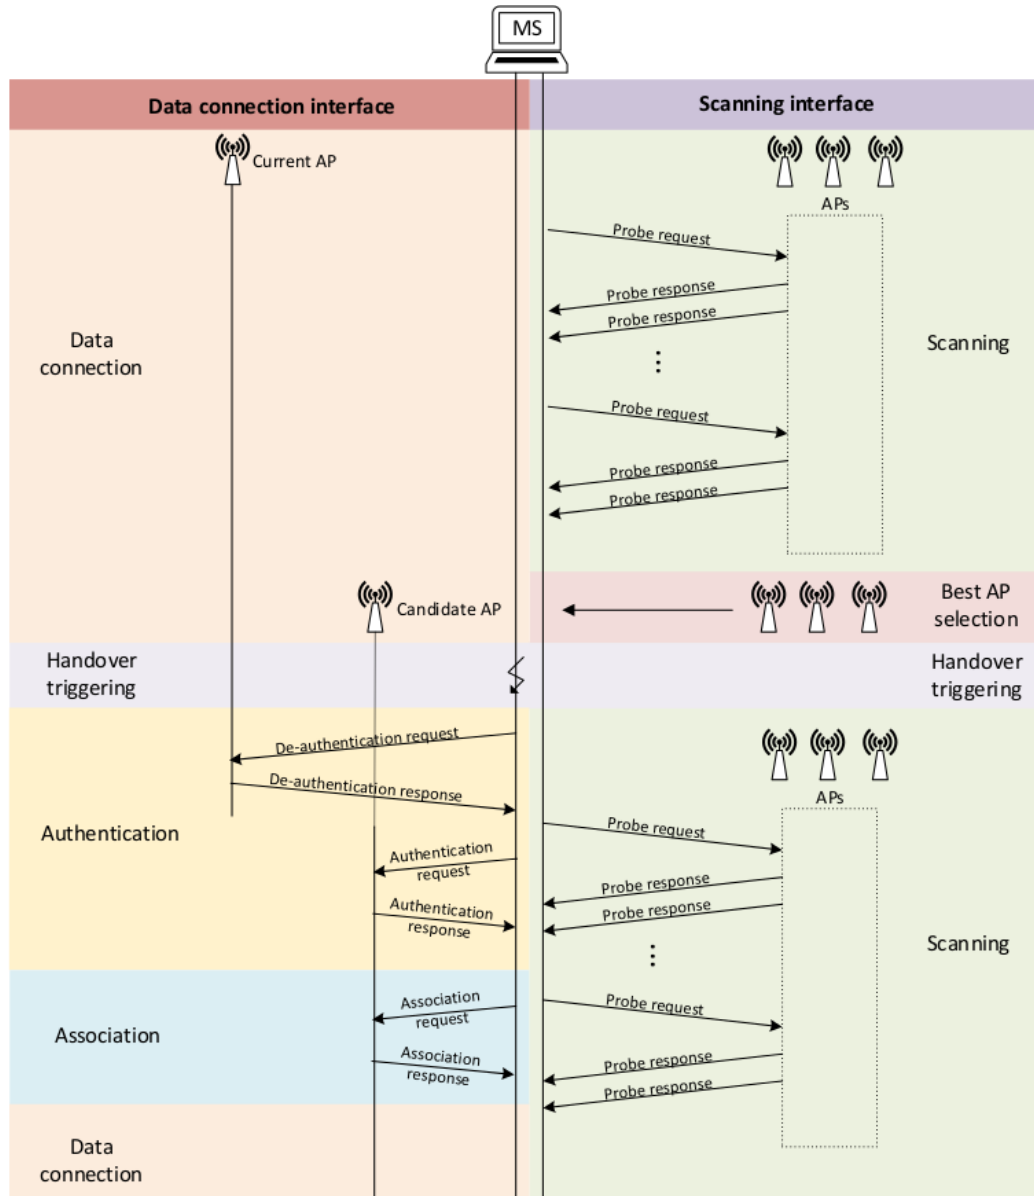 MS
Data connection interface
Scanning interface
Current AP
APs
Probe request
Probe response
Probe response
Data
connection
Scanning
Probe request
Probe response
Probe response
Candidate AP
Best AP
selection
Handover
triggering
Handover
triggering
De-authentication request
De-authentication response
APs
Authentication
Probe request
Authentication
request
Probe response
Probe response
Authentication
response
Scanning
Association
Association
request
Probe request
Association
response
Probe response
Probe response
Data
connection